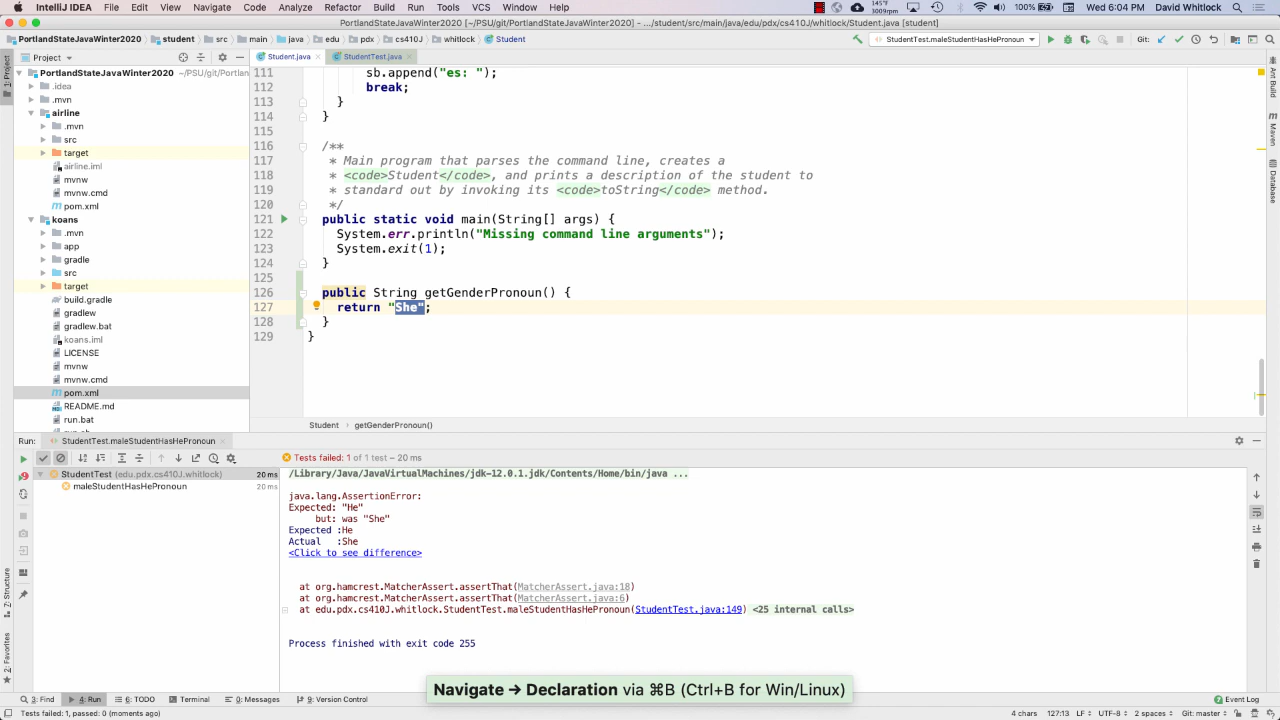 IntelliJ IDEA File Edit View Navigate Code Analyze Refactor Build Run Tools VCS Window Help 145°F 3009rpm 100% Wed 6:04 PM David Whitlock
PortlandStateJavaWinter2020 [~/PSU/git/PortlandStateJavaWinter2020] - .../student/src/main/java/edu/pdx/cs410J/whitlock/Student.java [student]
PortlandStateJavaWinter2020 student src main java edu pdx cs410J whitlock Student StudentTest.maleStudentHasHePronoun Git:
Project
Student.java StudentTest.java
PortlandStateJavaWinter2020 ~/PSU/git/Portlan
.idea
.mvn
airline
.mvn
src
target
airline.iml
mvnw
mvnw.cmd
pom.xml
koans
.mvn
app
gradle
src
target
build.gradle
gradlew
gradlew.bat
koans.iml
LICENSE
mvnw
mvnw.cmd
pom.xml
README.md
run.bat
111 sb.append("es: ");
112 break;
113 }
114 }
115
116 /**
117 * Main program that parses the command line, creates a
118 * <code>Student</code>, and prints a description of the student to
119 * standard out by invoking its <code>toString</code> method.
120 */
121 public static void main(String[] args) {
122 System.err.println("Missing command line arguments");
123 System.exit(1);
124 }
125
126 public String getGenderPronoun() {
127 return "She";
128 }
129 }
Student getGenderPronoun()
1: Project
Z: Structure
2: Favorites
Ant Build
Maven
Database
Run: StudentTest.maleStudentHasHePronoun
Tests failed: 1 of 1 test – 20 ms
StudentTest (edu.pdx.cs410J.whitlock) 20 ms
maleStudentHasHePronoun 20 ms
/Library/Java/JavaVirtualMachines/jdk-12.0.1.jdk/Contents/Home/bin/java ...
java.lang.AssertionError:
Expected: "He"
but: was "She"
Expected :He
Actual :She
<Click to see difference>
at org.hamcrest.MatcherAssert.assertThat(MatcherAssert.java:18)
at org.hamcrest.MatcherAssert.assertThat(MatcherAssert.java:6)
at edu.pdx.cs410J.whitlock.StudentTest.maleStudentHasHePronoun(StudentTest.java:149) <25 internal calls>
Process finished with exit code 255
Navigate → Declaration via ⌘B (Ctrl+B for Win/Linux)
3: Find 4: Run 6: TODO Terminal 0: Messages 9: Version Control Event Log
Tests failed: 1, passed: 0 (moments ago) 4 chars 127:13 LF UTF-8 2 spaces Git: master